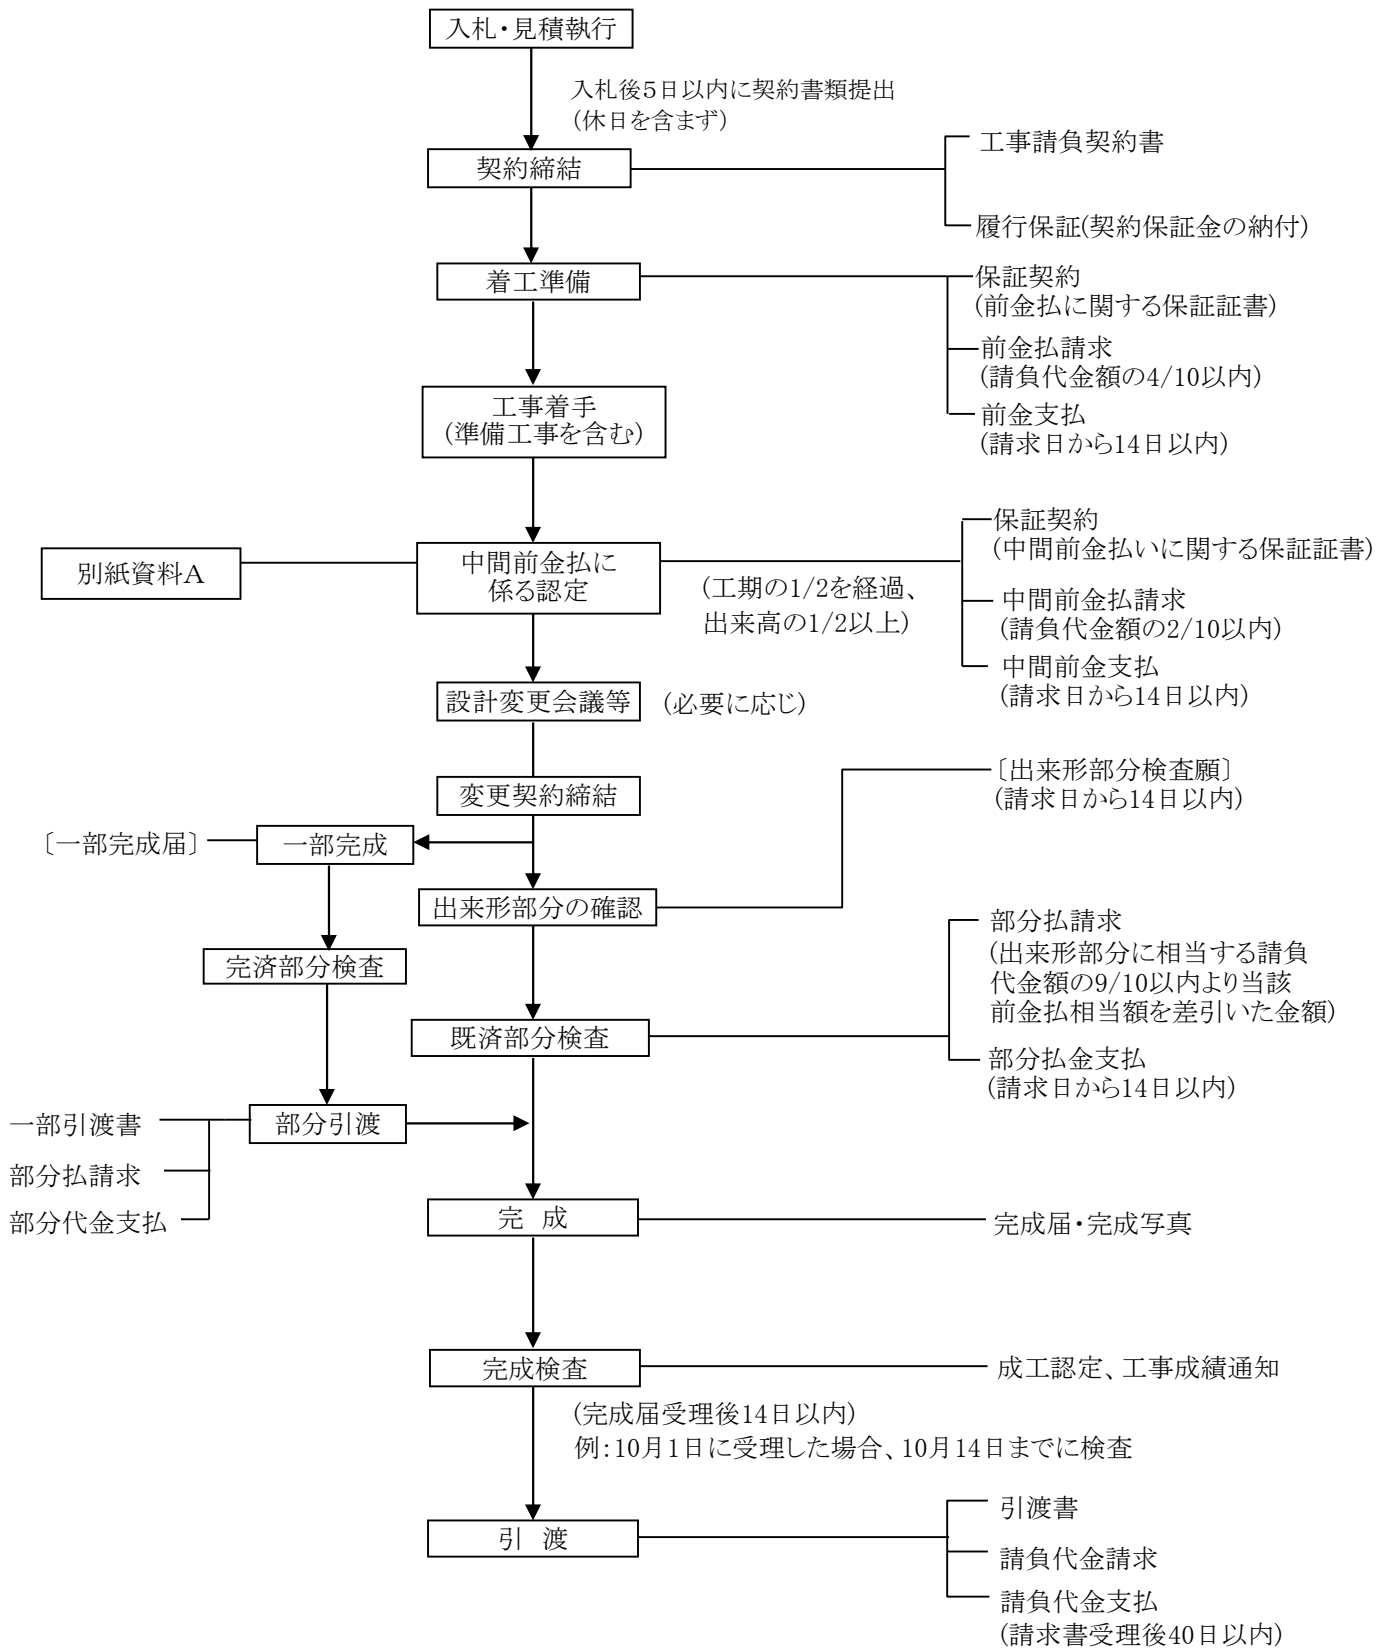 入札・見積執行
入札後５日以内に契約書類提出
(休日を含まず)
契約締結
工事請負契約書
履行保証(契約保証金の納付)
着工準備
保証契約
(前金払に関する保証証書)
前金払請求
(請負代金額の4/10以内)
前金支払
(請求日から14日以内)
工事着手
(準備工事を含む)
別紙資料A
中間前金払に
係る認定
(工期の1/2を経過、
出来高の1/2以上)
保証契約
(中間前金払いに関する保証証書)
中間前金払請求
(請負代金額の2/10以内)
中間前金支払
(請求日から14日以内)
設計変更会議等
(必要に応じ)
変更契約締結
〔出来形部分検査願〕
(請求日から14日以内)
〔一部完成届〕
一部完成
出来形部分の確認
完済部分検査
既済部分検査
部分払請求
(出来形部分に相当する請負
代金額の9/10以内より当該
前金払相当額を差引いた金額)
部分払金支払
(請求日から14日以内)
一部引渡書
部分引渡
部分払請求
部分代金支払
完 成
完成届・完成写真
完成検査
成工認定、工事成績通知
(完成届受理後14日以内)
例：10月1日に受理した場合、10月14日までに検査
引 渡
引渡書
請負代金請求
請負代金支払
(請求書受理後40日以内)